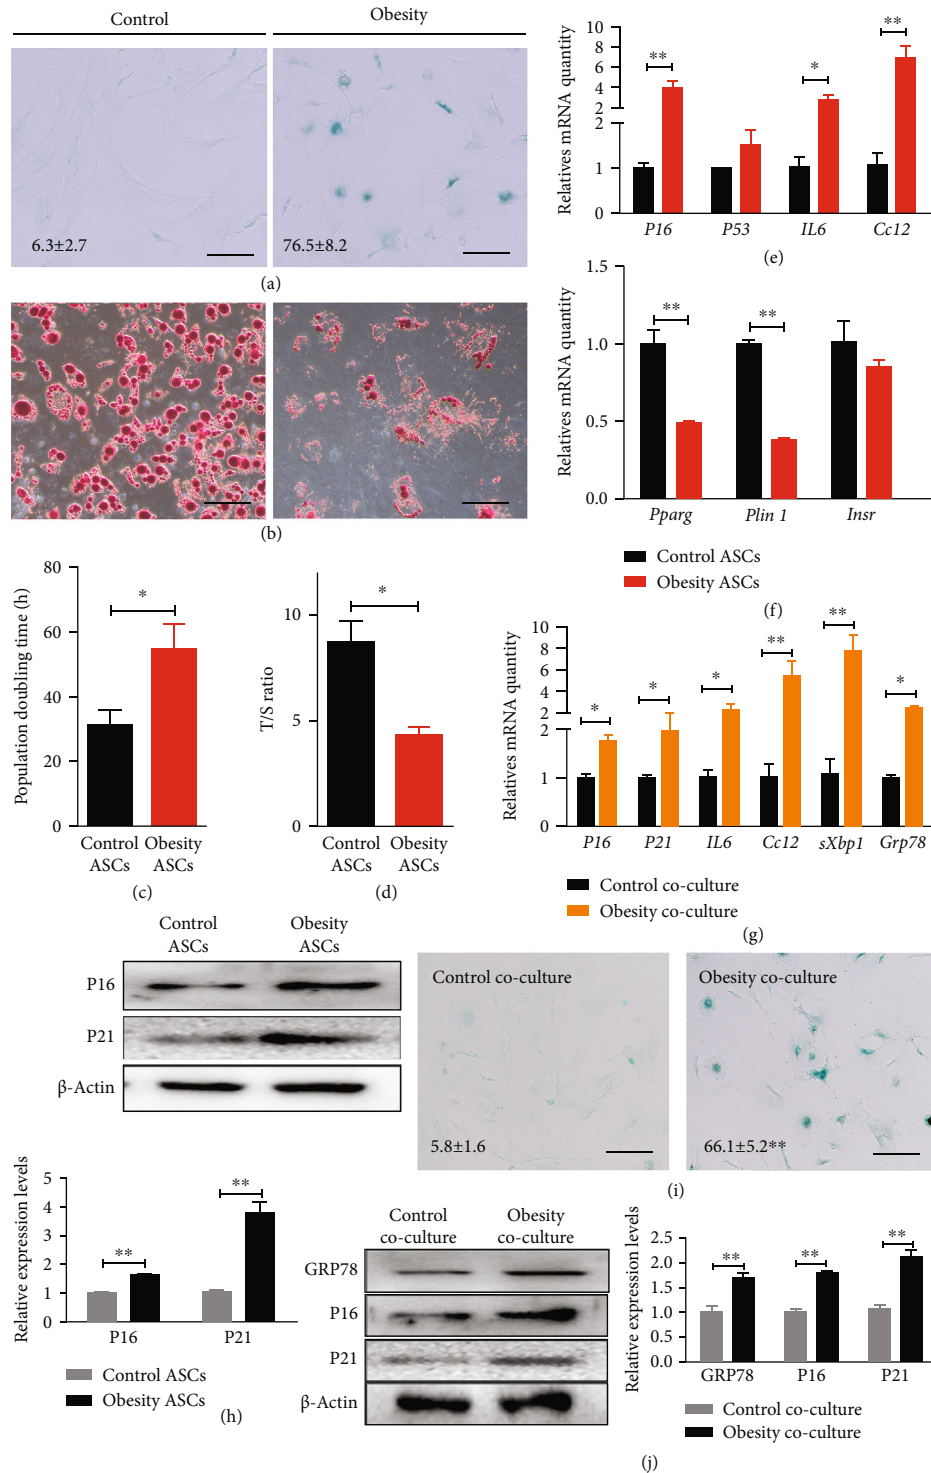 Control
Obesity
6.3±2.7
76.5±8.2
(a)
(b)
Population doubling time (h)
80
60
40
20
0
*
Control ASCs
Obesity ASCs
(c)
T/S ratio
10
5
0
*
Control ASCs
Obesity ASCs
(d)
Relatives mRNA quantity
10
8
6
4
2
2
1
0
**
*
**
P16
P53
IL6
Cc12
(e)
Relatives mRNA quantity
1.5
1.0
0.5
0.0
**
**
Pparg
Plin 1
Insr
Control ASCs
Obesity ASCs
(f)
Relatives mRNA quantity
10
8
6
4
2
2
1
0
*
*
*
**
**
*
P16
P21
IL6
Cc12
sXbp1
Grp78
Control co-culture
Obesity co-culture
(g)
Control ASCs
Obesity ASCs
P16
P21
β-Actin
Relative expression levels
5
4
3
2
1
0
**
**
P16
P21
Control ASCs
Obesity ASCs
(h)
Control co-culture
Obesity co-culture
5.8±1.6
66.1±5.2**
(i)
Control co-culture
Obesity co-culture
GRP78
P16
P21
β-Actin
Relative expression levels
2.5
2.0
1.5
1.0
0.5
0.0
**
**
**
GRP78
P16
P21
Control co-culture
Obesity co-culture
(j)